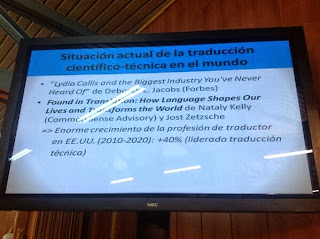 Situación actual de la traducción
científico-técnica en el mundo
• "Lydia Callis and the Biggest Industry You've Never
Heard Of" de Deborah L. Jacobs (Forbes)
• Found in Translation: How Language Shapes Our
Lives and Transforms the World de Nataly Kelly
(Common Sense Advisory) y Jost Zetzsche
=> Enorme crecimiento de la profesión de traductor
en EE.UU. (2010-2020): +40% (liderado traducción
técnica)
NEC